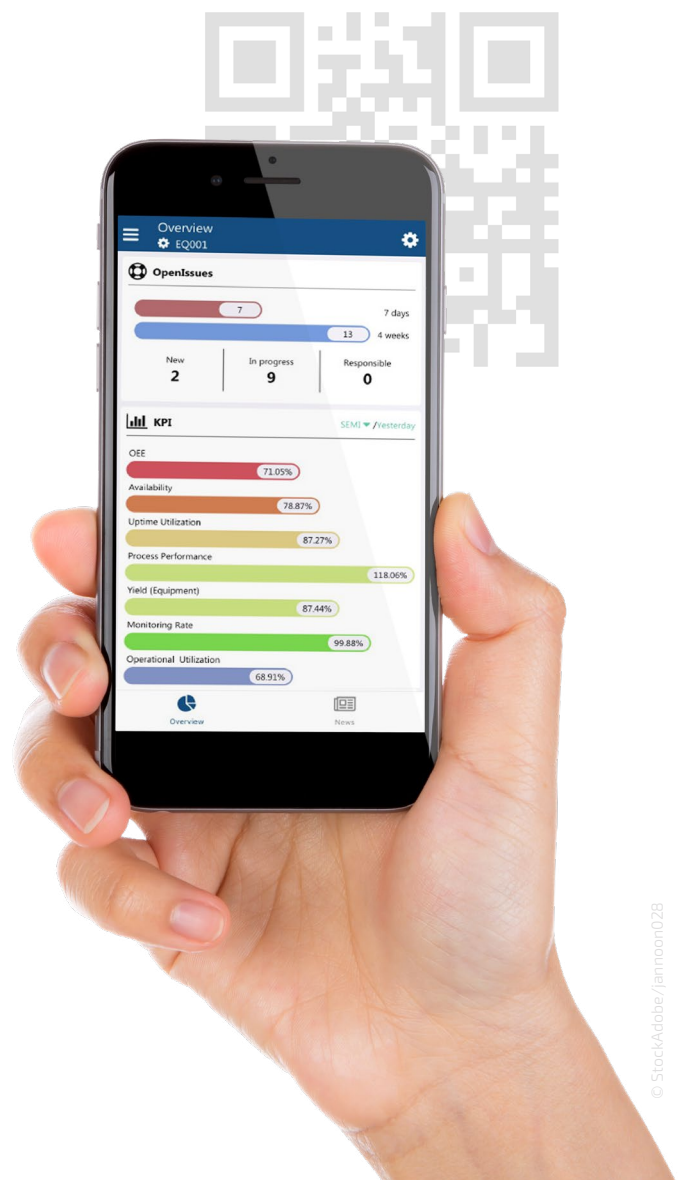 Overview
EQ001
OpenIssues
7
7 days
13
4 weeks
New
In progress
Responsible
2
9
0
KPI
SEMI /Yesterday
OEE
71.05%
Availability
78.87%
Uptime Utilization
87.27%
Process Performance
118.06%
Yield (Equipment)
87.44%
Monitoring Rate
99.88%
Operational Utilization
68.91%
Overview
News
© StockAdobe/jannoon028